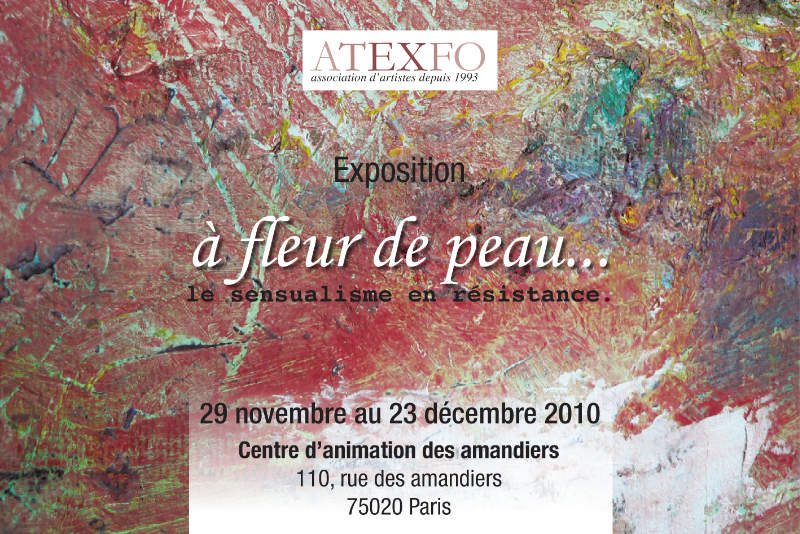 ATEXFO
association d'artistes depuis 1993
Exposition
à fleur de peau...
le sensualisme en résistance.
29 novembre au 23 décembre 2010
Centre d'animation des amandiers
110, rue des amandiers
75020 Paris